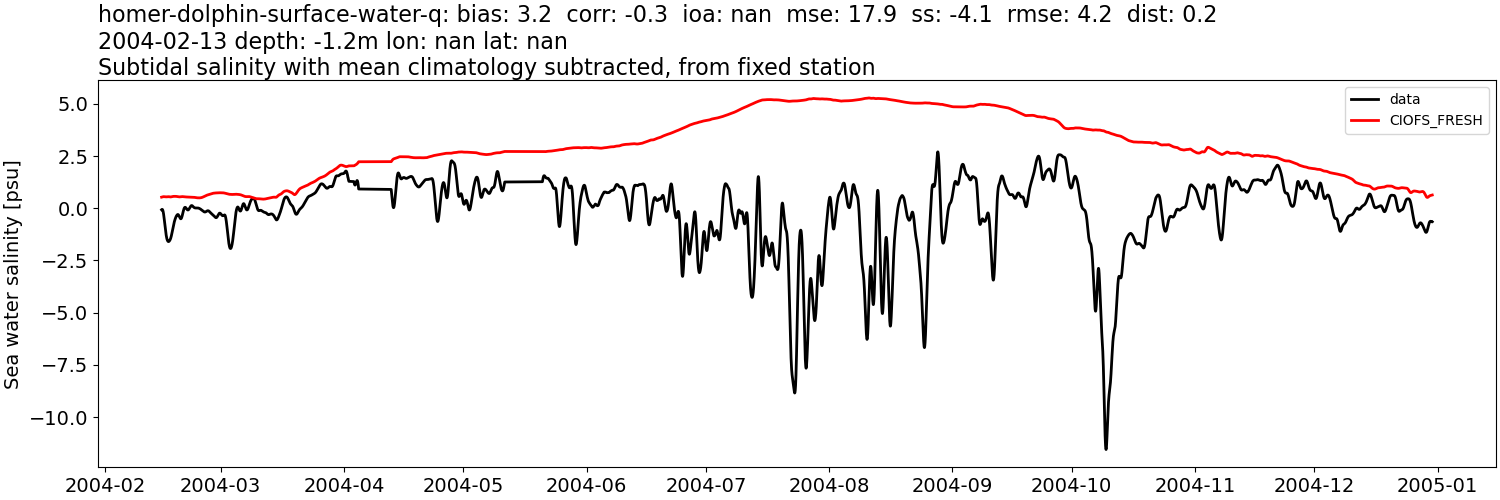 homer-dolphin-surface-water-q: bias: 3.2  corr: -0.3  ioa: nan  mse: 17.9  ss: -4.1  rmse: 4.2  dist: 0.2
2004-02-13 depth: -1.2m lon: nan lat: nan
Subtidal salinity with mean climatology subtracted, from fixed station
data
CIOFS_FRESH
Sea water salinity [psu]
5.0
2.5
0.0
−2.5
−5.0
−7.5
−10.0
2004-02 2004-03 2004-04 2004-05 2004-06 2004-07 2004-08 2004-09 2004-10 2004-11 2004-12 2005-01